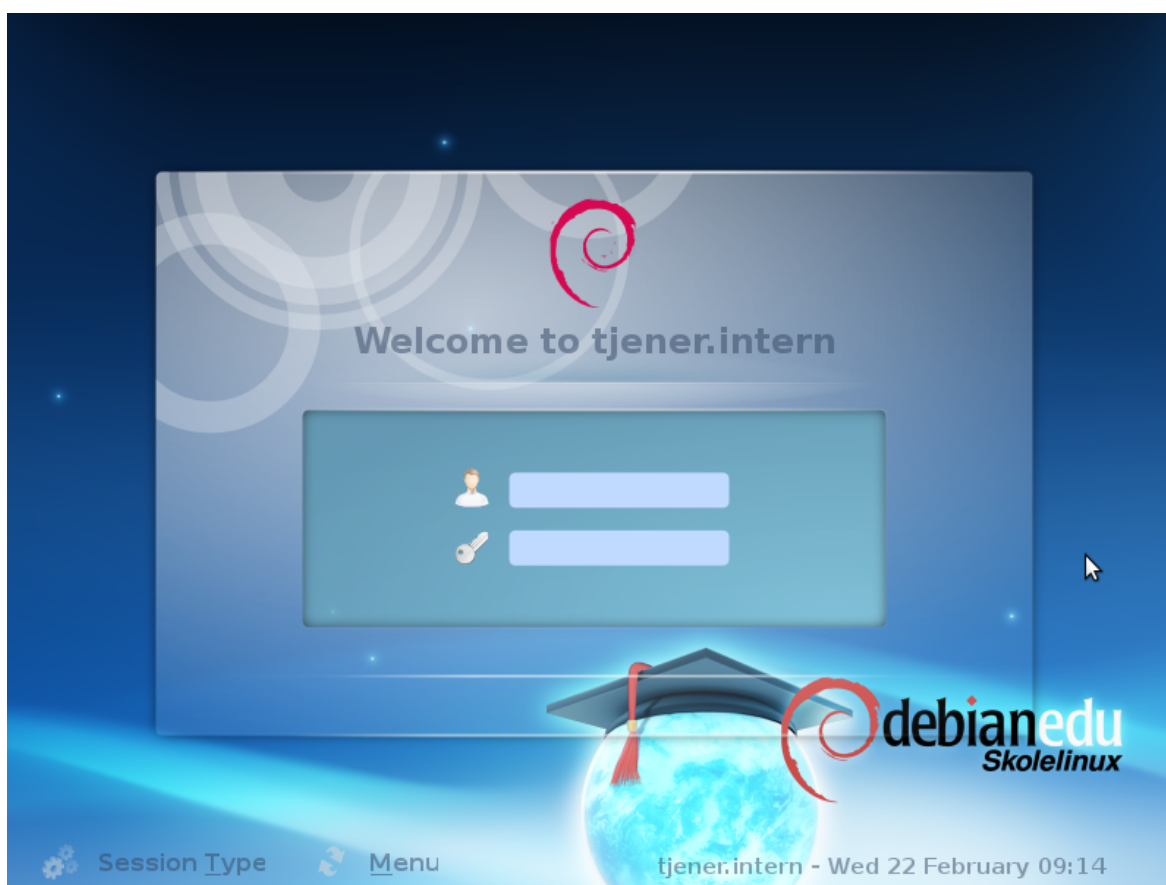 Welcome to tjener.intern
debianedu
Skolelinux
Session Type
Menu
tjener.intern - Wed 22 February 09:14